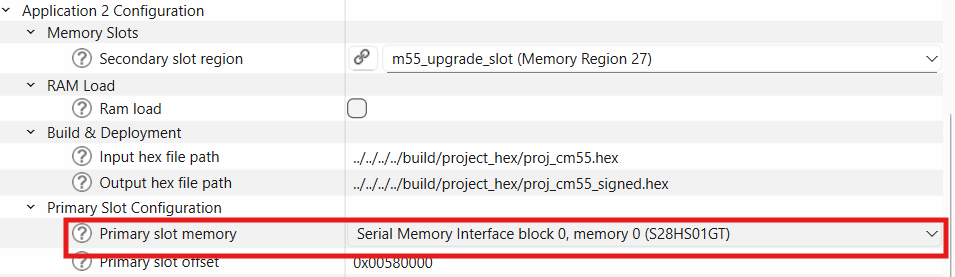 Application 2 Configuration
Memory Slots
Secondary slot region m55_upgrade_slot (Memory Region 27)
RAM Load
Ram load
Build & Deployment
Input hex file path ../../../../build/project_hex/proj_cm55.hex
Output hex file path ../../../../build/project_hex/proj_cm55_signed.hex
Primary Slot Configuration
Primary slot memory Serial Memory Interface block 0, memory 0 (S28HS01GT)
Primary slot offset 0x00580000